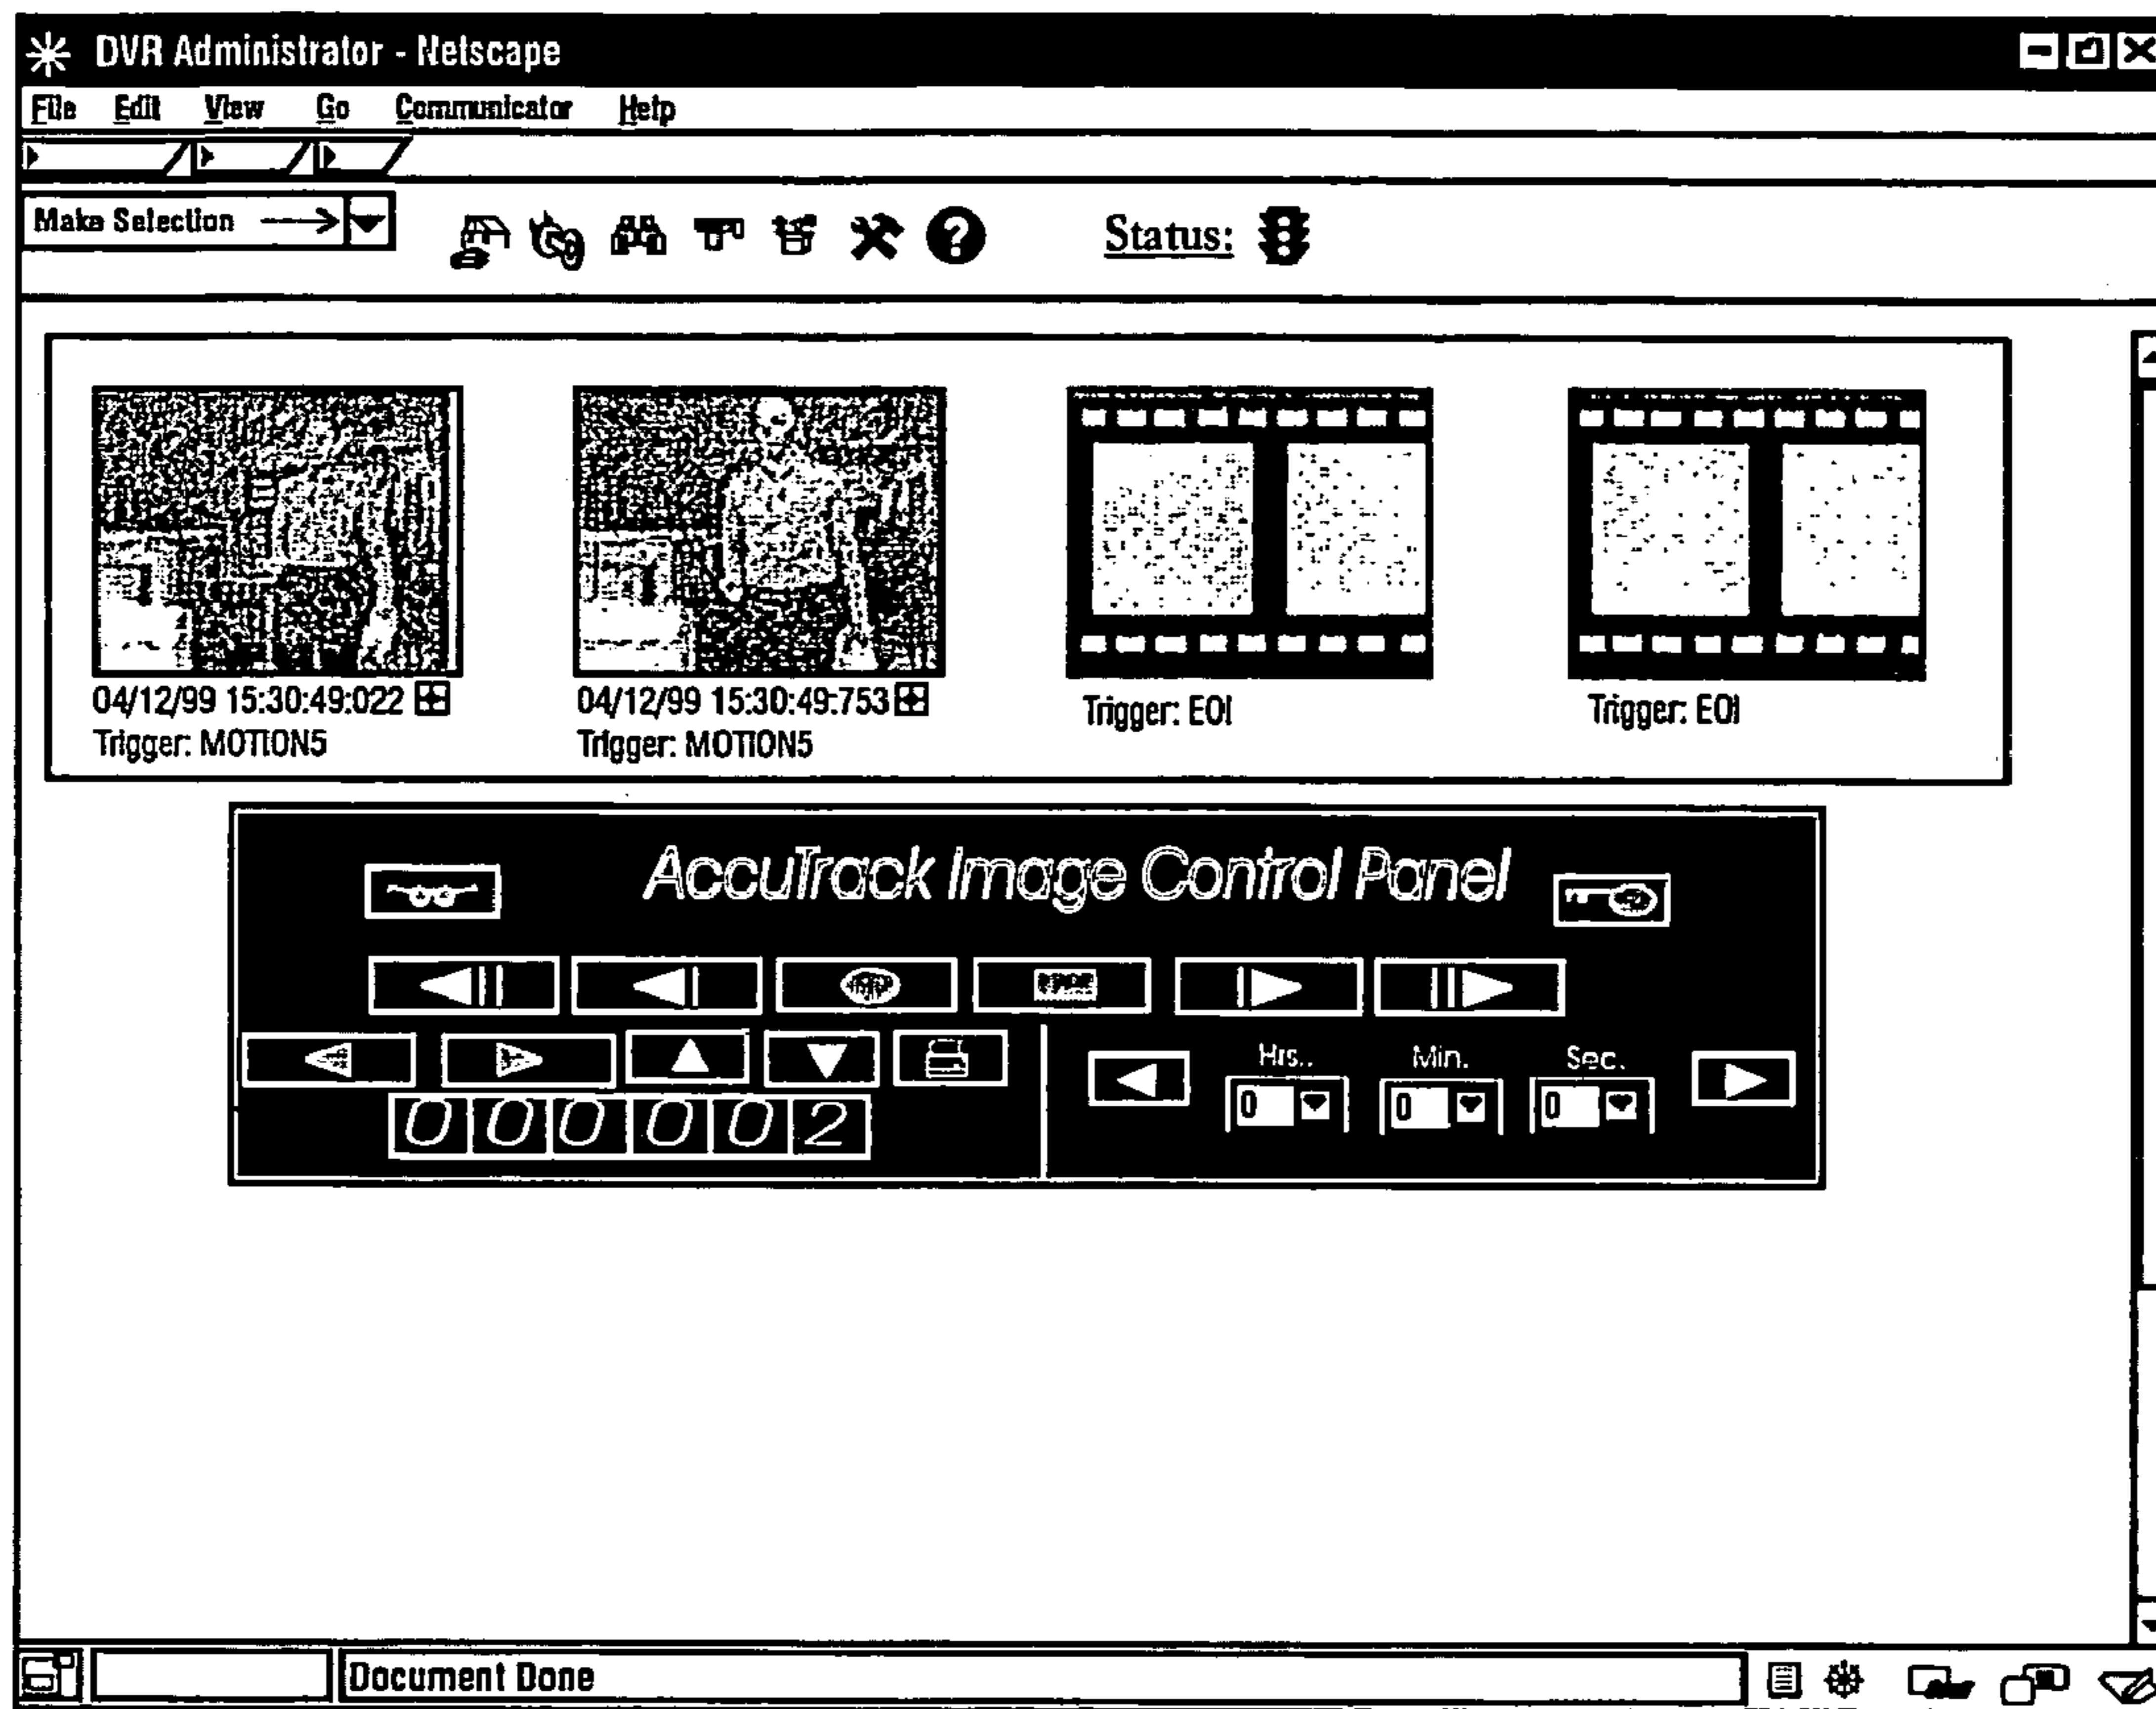 DVR Administrator - Netscape
File Edit View Go Communicator Help
Make Selection
Status:
04/12/99 15:30:49:022
Trigger: MOTION5
04/12/99 15:30:49:753
Trigger: MOTION5
Trigger: EOI
Trigger: EOI
AccuTrack Image Control Panel
Hrs.. Min. Sec.
0 0 0
000002
Document Done